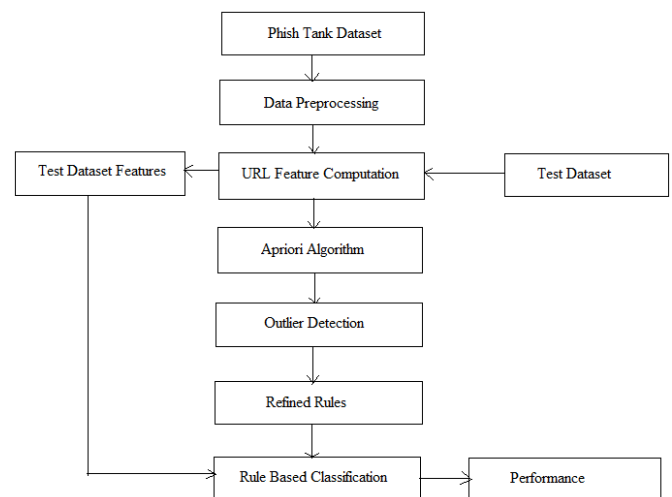 Phish Tank Dataset
Data Preprocessing
Test Dataset Features
URL Feature Computation
Test Dataset
Apriori Algorithm
Outlier Detection
Refined Rules
Rule Based Classification
Performance